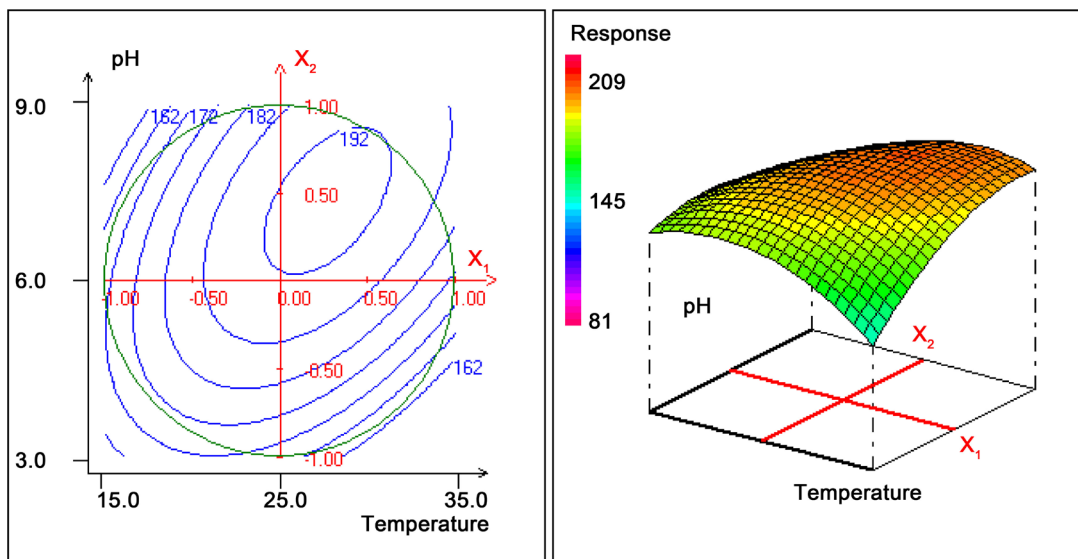 pH
X2
9.0
162 172 182
1.00
192
0.50
X1
6.0
-1.00 -0.50 0.00 0.50 1.00
-0.50
162
-1.00
3.0
15.0 25.0 35.0
Temperature
Response
209
145
81
pH
X2
X1
Temperature